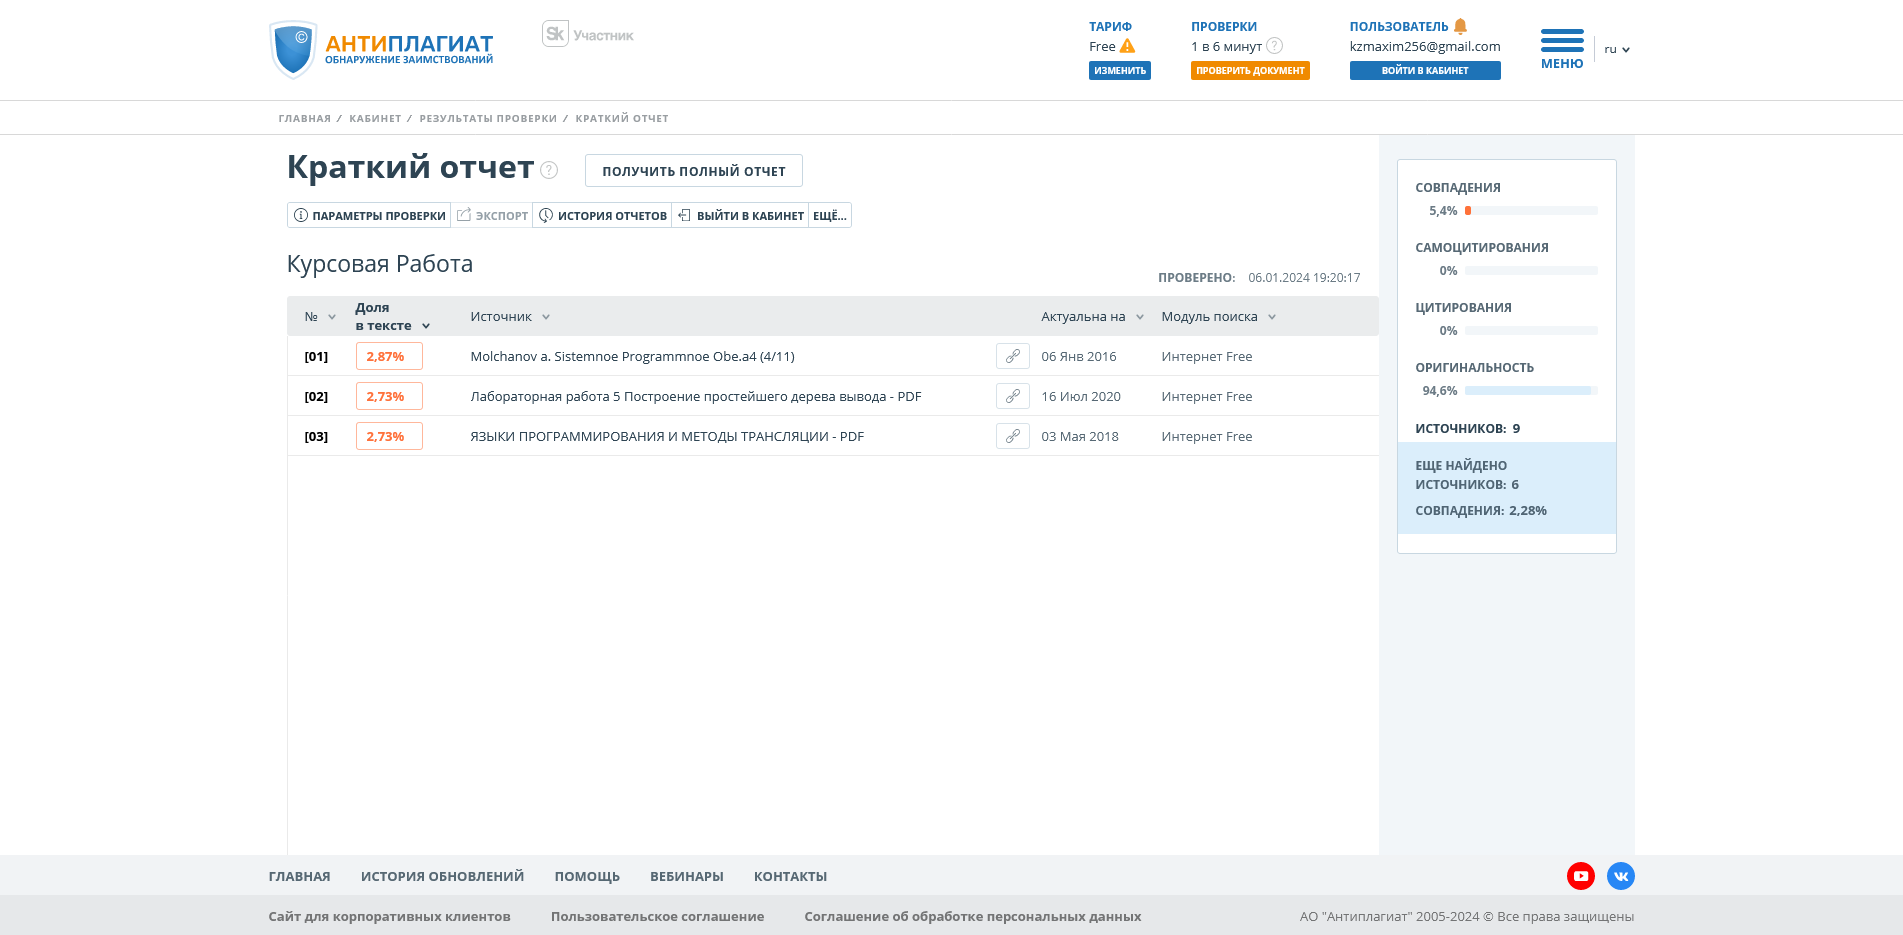 ©
АНТИПЛАГИАТ
ОБНАРУЖЕНИЕ ЗАИМСТВОВАНИЙ
Sk Участник
ТАРИФ
Free
ИЗМЕНИТЬ
ПРОВЕРКИ
1 в 6 минут ?
ПРОВЕРИТЬ ДОКУМЕНТ
ПОЛЬЗОВАТЕЛЬ
kzmaxim256@gmail.com
ВОЙТИ В КАБИНЕТ
МЕНЮ
ru
ГЛАВНАЯ / КАБИНЕТ / РЕЗУЛЬТАТЫ ПРОВЕРКИ / КРАТКИЙ ОТЧЕТ
Краткий отчет ?
ПОЛУЧИТЬ ПОЛНЫЙ ОТЧЕТ
ПАРАМЕТРЫ ПРОВЕРКИ ЭКСПОРТ ИСТОРИЯ ОТЧЕТОВ ВЫЙТИ В КАБИНЕТ ЕЩЁ...
Курсовая Работа
ПРОВЕРЕНО: 06.01.2024 19:20:17
№ Доля в тексте Источник Актуальна на Модуль поиска
[01] 2,87% Molchanov a. Sistemnoe Programmnoe Obe.a4 (4/11) 06 Янв 2016 Интернет Free
[02] 2,73% Лабораторная работа 5 Построение простейшего дерева вывода - PDF 16 Июл 2020 Интернет Free
[03] 2,73% ЯЗЫКИ ПРОГРАММИРОВАНИЯ И МЕТОДЫ ТРАНСЛЯЦИИ - PDF 03 Мая 2018 Интернет Free
СОВПАДЕНИЯ
5,4%
САМОЦИТИРОВАНИЯ
0%
ЦИТИРОВАНИЯ
0%
ОРИГИНАЛЬНОСТЬ
94,6%
ИСТОЧНИКОВ: 9
ЕЩЕ НАЙДЕНО
ИСТОЧНИКОВ: 6
СОВПАДЕНИЯ: 2,28%
ГЛАВНАЯ ИСТОРИЯ ОБНОВЛЕНИЙ ПОМОЩЬ ВЕБИНАРЫ КОНТАКТЫ
Сайт для корпоративных клиентов Пользовательское соглашение Соглашение об обработке персональных данных АО "Антиплагиат" 2005-2024 © Все права защищены